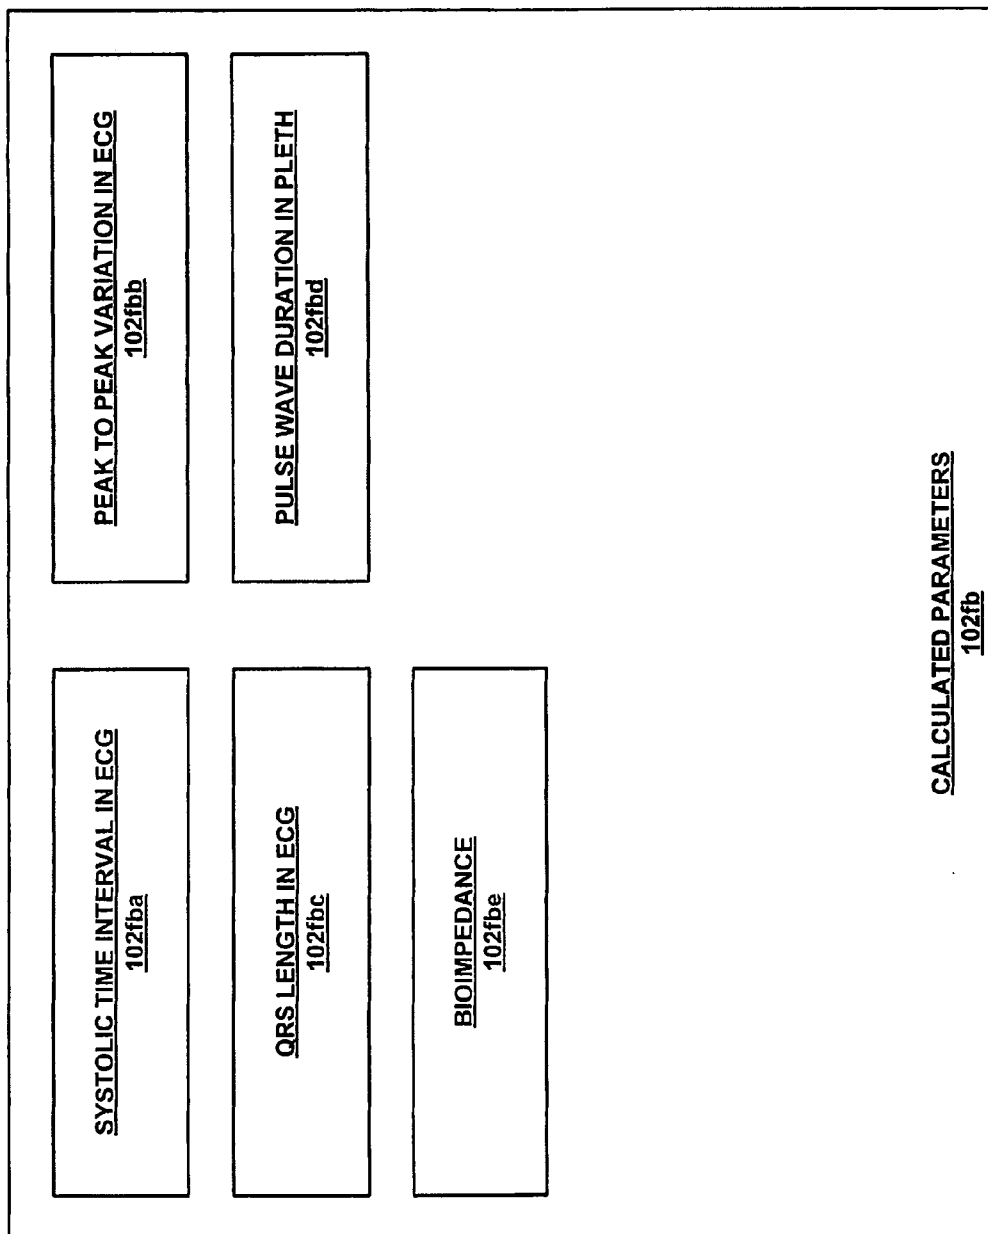 SYSTOLIC TIME INTERVAL IN ECG
102fba
PEAK TO PEAK VARIATION IN ECG
102fbb
QRS LENGTH IN ECG
102fbc
PULSE WAVE DURATION IN PLETH
102fbd
BIOIMPEDANCE
102fbe
CALCULATED PARAMETERS
102fb